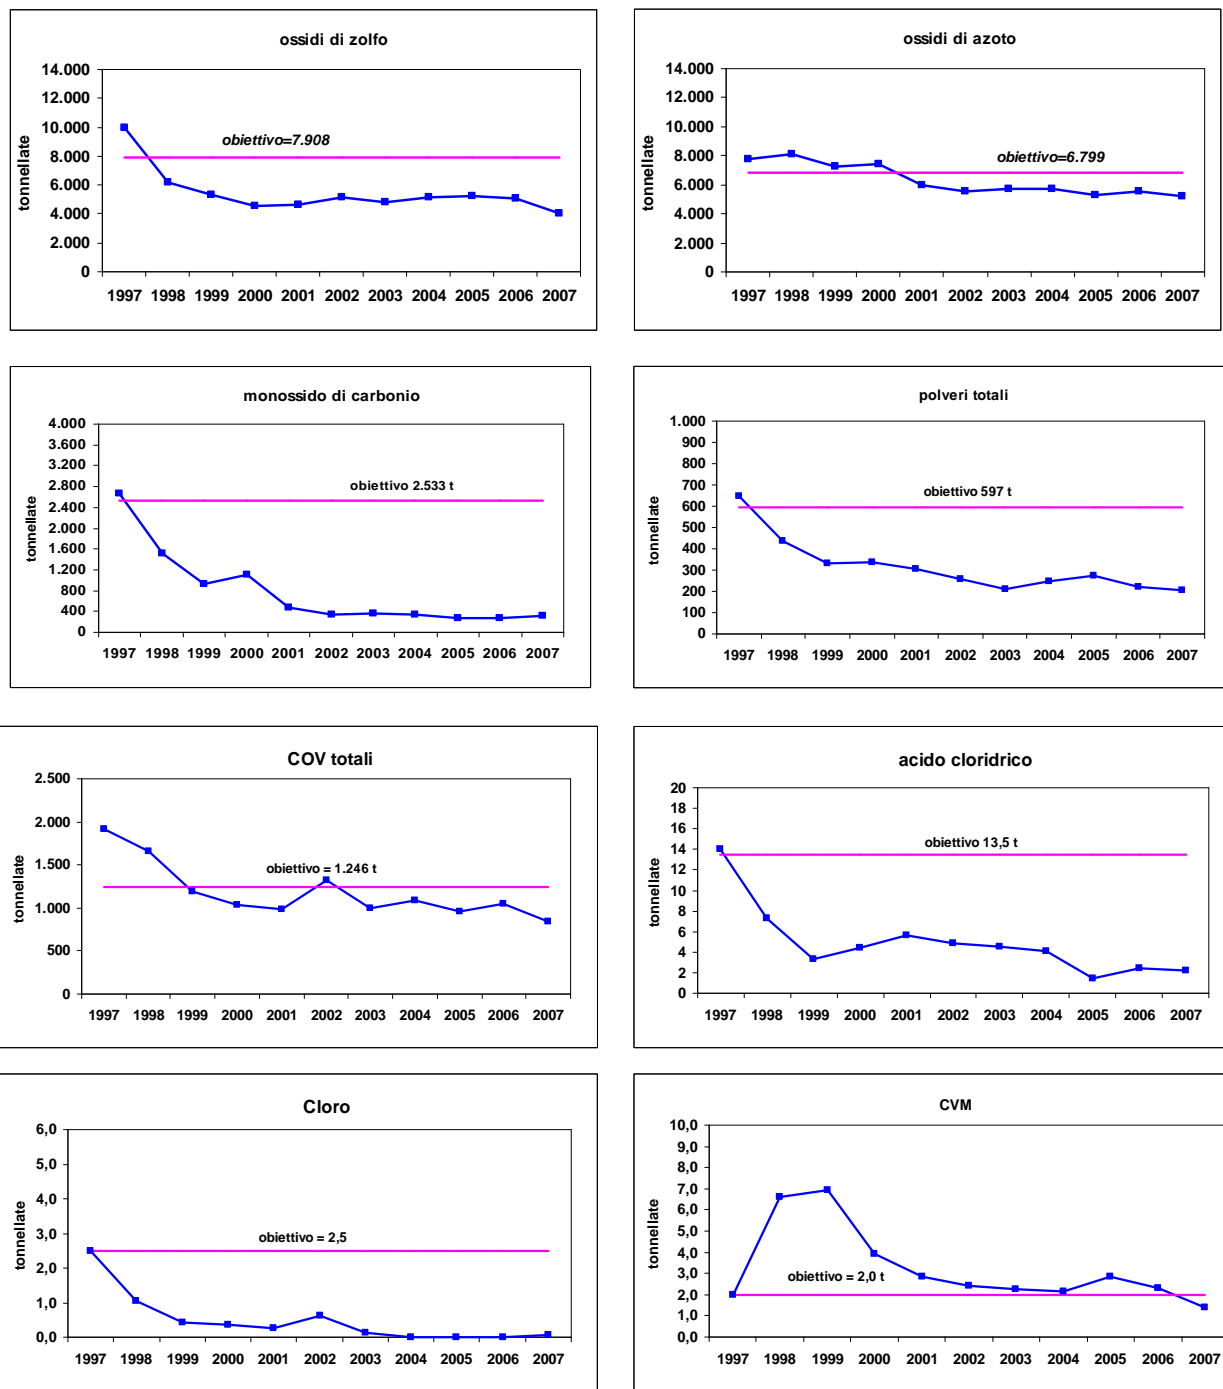 ossidi di zolfo
14.000
12.000
10.000
8.000
6.000
4.000
2.000
0
tonnellate
obiettivo=7.908
1997 1998 1999 2000 2001 2002 2003 2004 2005 2006 2007
ossidi di azoto
14.000
12.000
10.000
8.000
6.000
4.000
2.000
0
tonnellate
obiettivo=6.799
1997 1998 1999 2000 2001 2002 2003 2004 2005 2006 2007
monossido di carbonio
4.000
3.600
3.200
2.800
2.400
2.000
1.600
1.200
800
400
0
tonnellate
obiettivo 2.533 t
1997 1998 1999 2000 2001 2002 2003 2004 2005 2006 2007
polveri totali
1.000
900
800
700
600
500
400
300
200
100
0
tonnellate
obiettivo 597 t
1997 1998 1999 2000 2001 2002 2003 2004 2005 2006 2007
COV totali
2.500
2.000
1.500
1.000
500
0
tonnellate
obiettivo = 1.246 t
1997 1998 1999 2000 2001 2002 2003 2004 2005 2006 2007
acido cloridrico
20
18
16
14
12
10
8
6
4
2
0
tonnellate
obiettivo 13,5 t
1997 1998 1999 2000 2001 2002 2003 2004 2005 2006 2007
Cloro
6,0
5,0
4,0
3,0
2,0
1,0
0,0
tonnellate
obiettivo = 2,5
1997 1998 1999 2000 2001 2002 2003 2004 2005 2006 2007
CVM
10,0
9,0
8,0
7,0
6,0
5,0
4,0
3,0
2,0
1,0
0,0
tonnellate
obiettivo = 2,0 t
1997 1998 1999 2000 2001 2002 2003 2004 2005 2006 2007